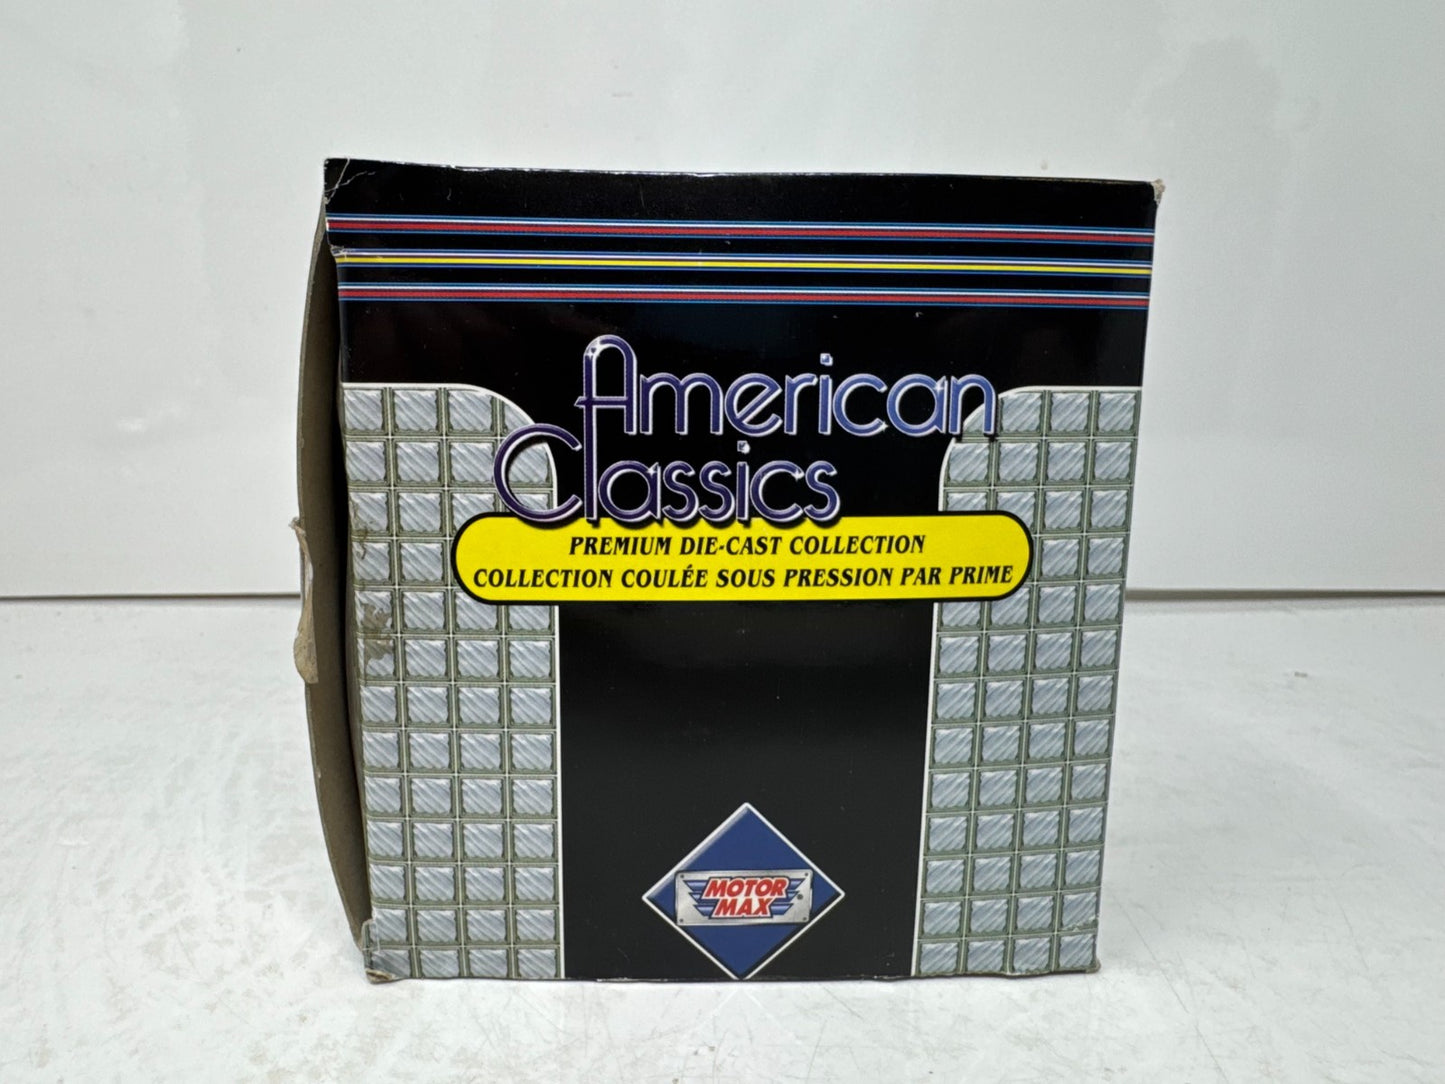 American
Classics
PREMIUM DIE-CAST COLLECTION
COLLECTION COULÉE SOUS PRESSION PAR PRIME
MOTOR
MAX®